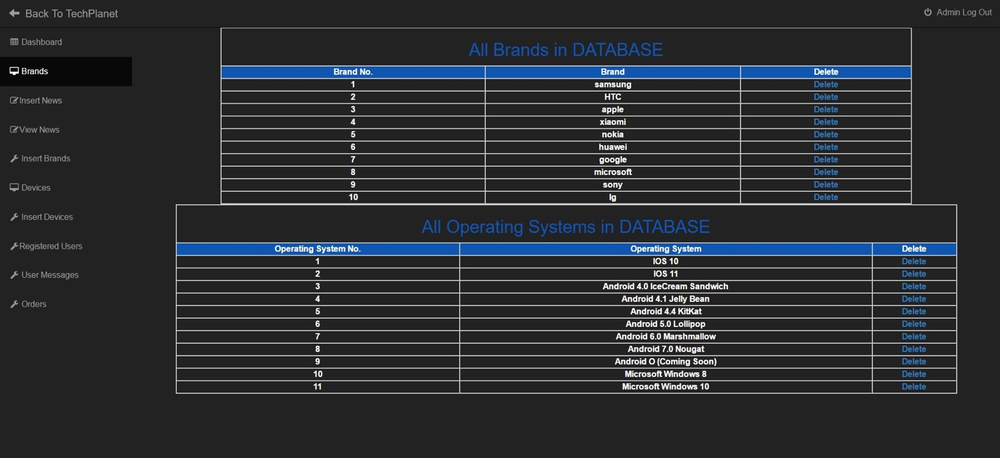 Back To TechPlanet
Admin Log Out
Dashboard
Brands
Insert News
View News
Insert Brands
Devices
Insert Devices
Registered Users
User Messages
Orders
All Brands in DATABASE
Brand No. Brand Delete
1 samsung Delete
2 HTC Delete
3 apple Delete
4 xiaomi Delete
5 nokia Delete
6 huawei Delete
7 google Delete
8 microsoft Delete
9 sony Delete
10 lg Delete
All Operating Systems in DATABASE
Operating System No. Operating System Delete
1 IOS 10 Delete
2 IOS 11 Delete
3 Android 4.0 IceCream Sandwich Delete
4 Android 4.1 Jelly Bean Delete
5 Android 4.4 KitKat Delete
6 Android 5.0 Lollipop Delete
7 Android 6.0 Marshmallow Delete
8 Android 7.0 Nougat Delete
9 Android O (Coming Soon) Delete
10 Microsoft Windows 8 Delete
11 Microsoft Windows 10 Delete